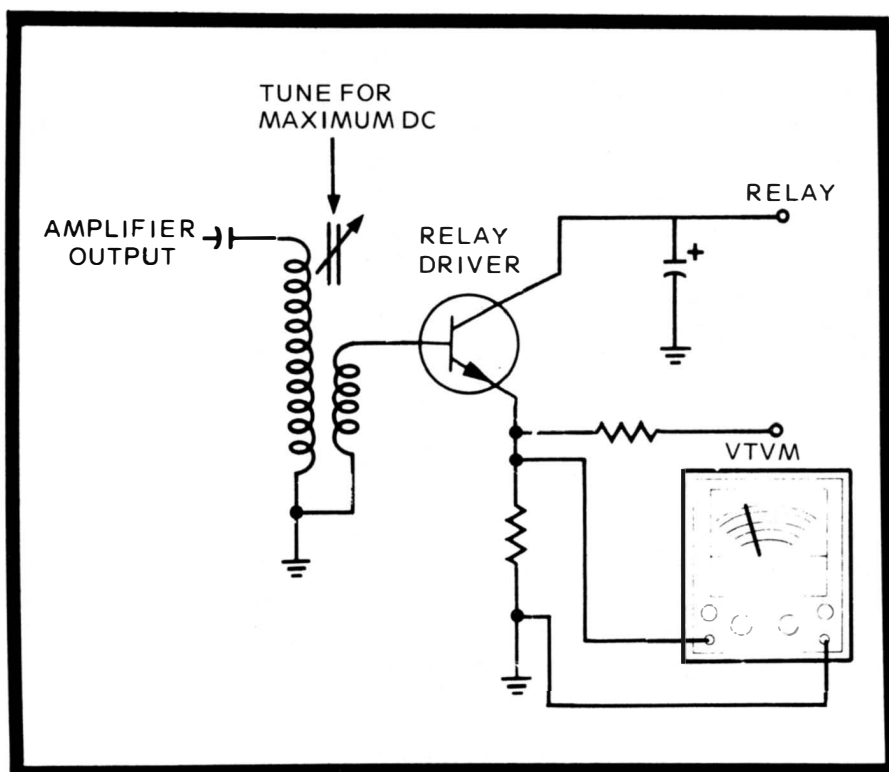 TUNE FOR
MAXIMUM DC
AMPLIFIER
OUTPUT
RELAY
DRIVER
RELAY
+
VTVM